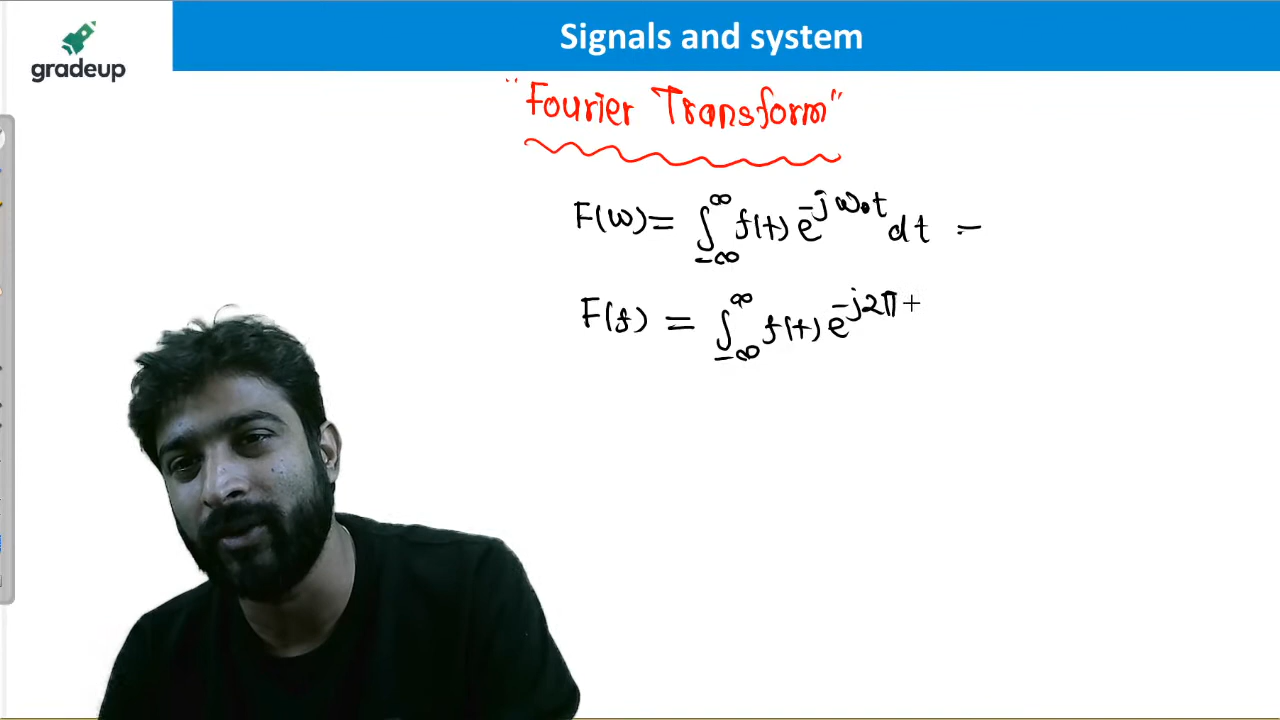 Signals and system
gradeup
"Fourier Transform"
F(ω) = ∫_{-∞}^{∞} f(t) e^{-jω₀t} dt =
F(f) = ∫_{-∞}^{∞} f(t) e^{-j2π+